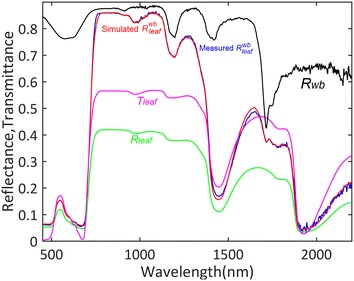 Reflectance,Transmittance
0.8
0.7
0.6
0.5
0.4
0.3
0.2
0.1
0
Simulated R^wb_leaf
Measured R^wb_leaf
R_wb
T_leaf
R_leaf
500 1000 1500 2000
Wavelength(nm)